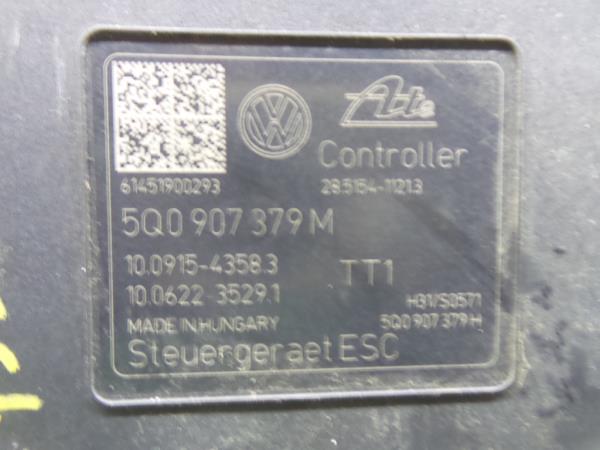 Ate
Controller
61451900293 28.5154-1121.3
5Q0 907 379 M
10.0915-4358.3 TT1
10.0622-3529.1 H31/S0571
MADE IN HUNGARY 5Q0 907 379 H
Steuergeraet ESC